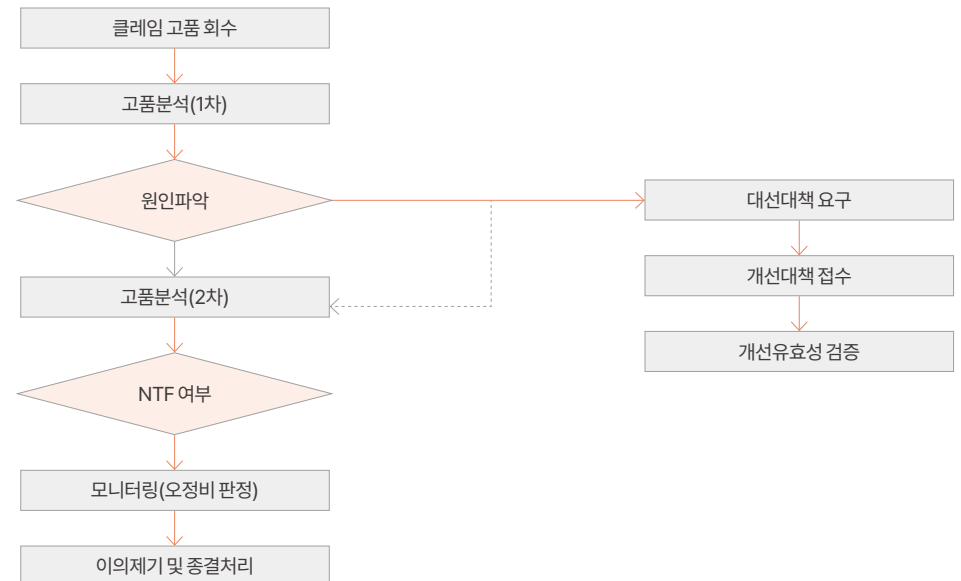 클레임 고품 회수
고품분석(1차)
원인파악
대선대책 요구
고품분석(2차)
개선대책 접수
개선유효성 검증
NTF 여부
모니터링(오정비 판정)
이의제기 및 종결처리